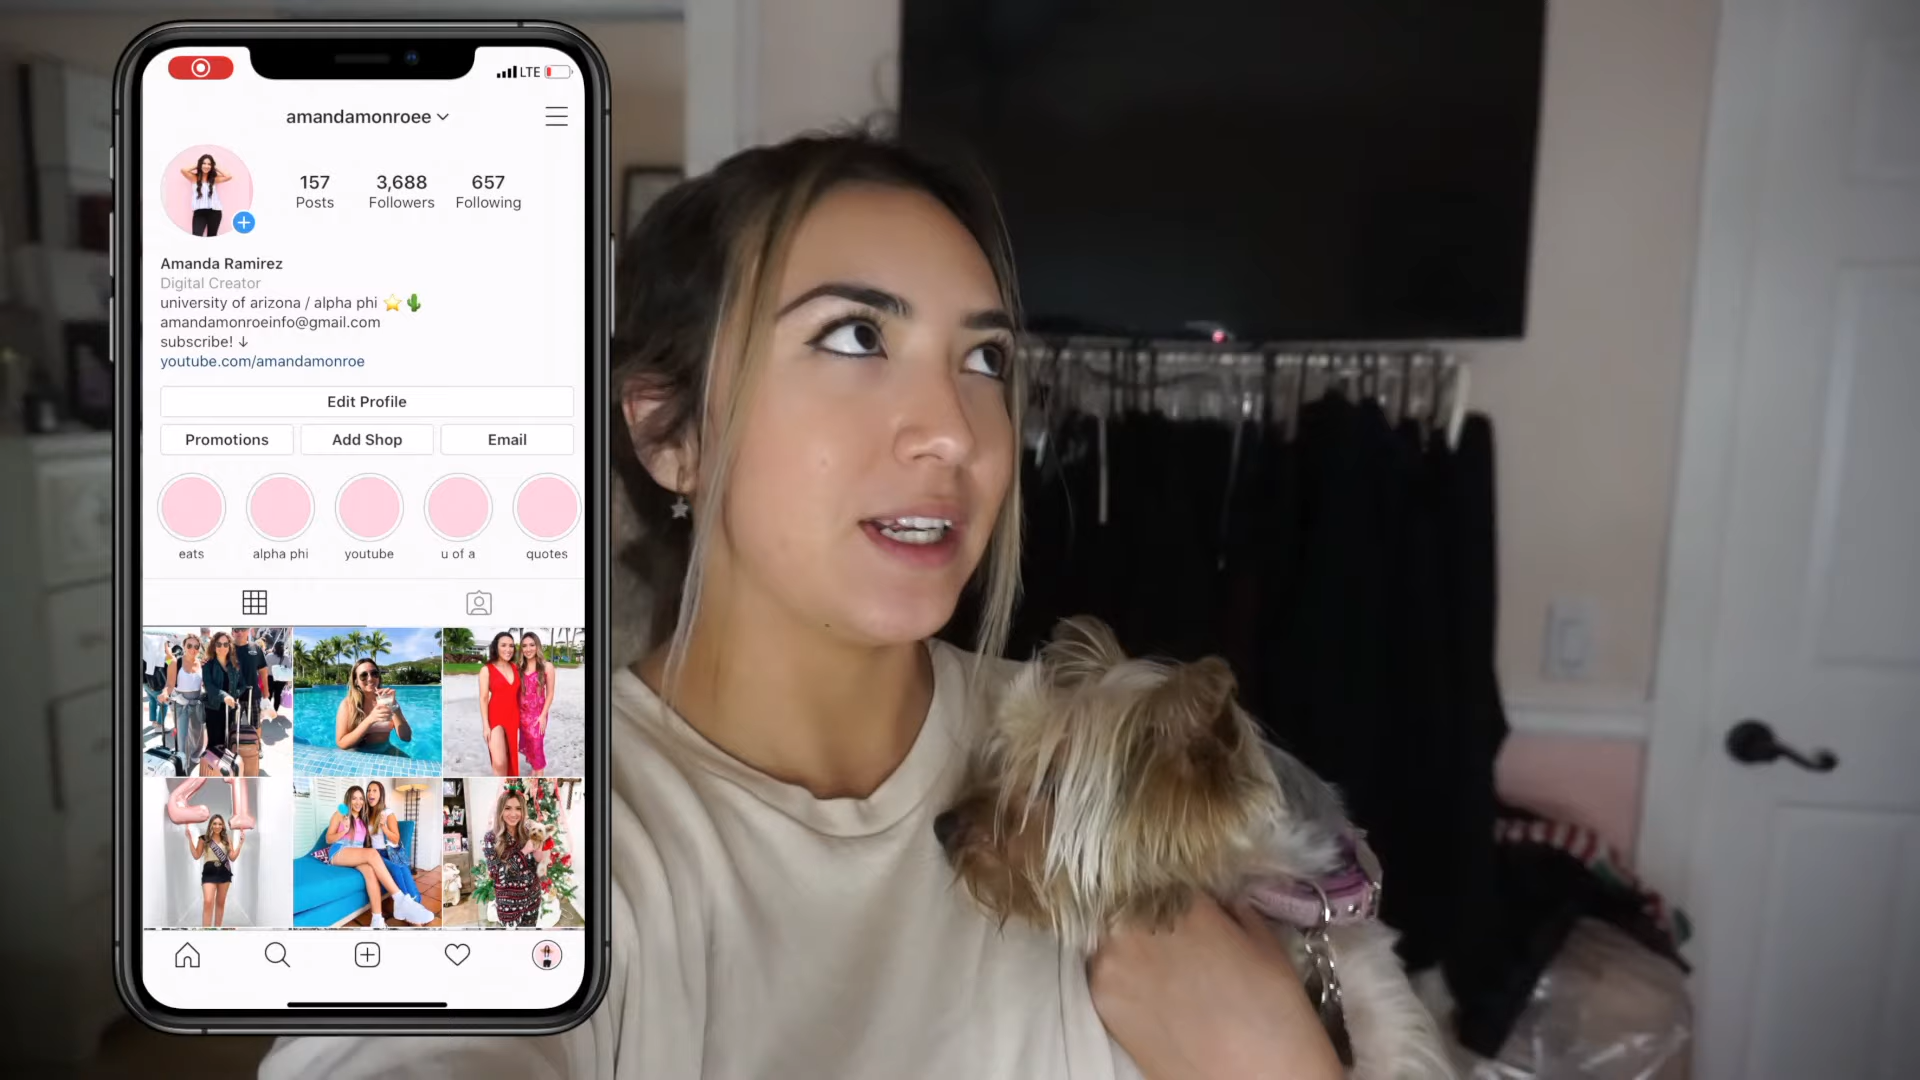 LTE
amandamonroee
157
3,688
657
Posts
Followers
Following
Amanda Ramirez
Digital Creator
university of arizona / alpha phi ⭐🌵
amandamonroeinfo@gmail.com
subscribe! ↓
youtube.com/amandamonroe
Edit Profile
Promotions
Add Shop
Email
eats
alpha phi
youtube
u of a
quotes